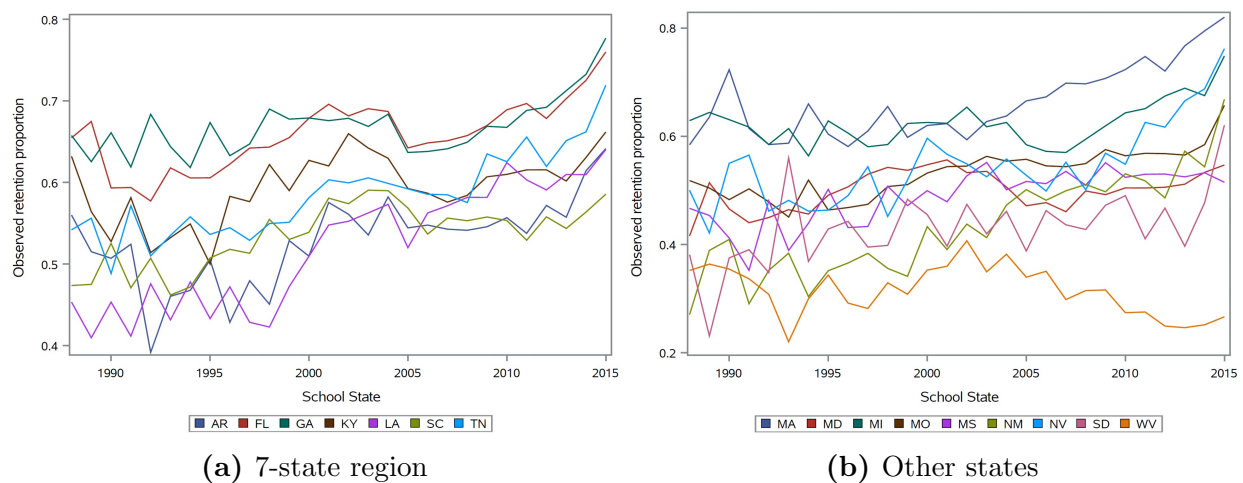 Observed retention proportion
0.8
0.7
0.6
0.5
0.4
1990 1995 2000 2005 2010 2015
School State
AR FL GA KY LA SC TN
(a) 7-state region
Observed retention proportion
0.8
0.6
0.4
0.2
1990 1995 2000 2005 2010 2015
School State
MA MD MI MO MS NM NV SD WV
(b) Other states